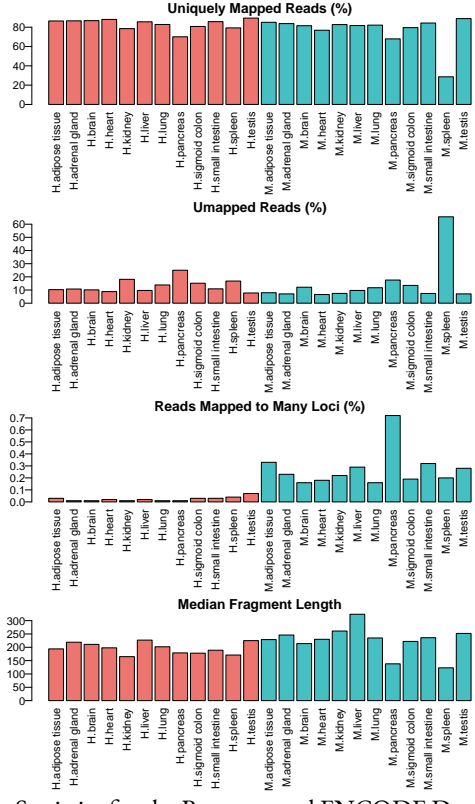 Uniquely Mapped Reads (%)
80
60
40
20
0
H.adipose tissue
H.adrenal gland
H.brain
H.heart
H.kidney
H.liver
H.lung
H.pancreas
H.sigmoid colon
H.small intestine
H.spleen
H.testis
M.adipose tissue
M.adrenal gland
M.brain
M.heart
M.kidney
M.liver
M.lung
M.pancreas
M.sigmoid colon
M.small intestine
M.spleen
M.testis
Umapped Reads (%)
60
50
40
30
20
10
0
H.adipose tissue
H.adrenal gland
H.brain
H.heart
H.kidney
H.liver
H.lung
H.pancreas
H.sigmoid colon
H.small intestine
H.spleen
H.testis
M.adipose tissue
M.adrenal gland
M.brain
M.heart
M.kidney
M.liver
M.lung
M.pancreas
M.sigmoid colon
M.small intestine
M.spleen
M.testis
Reads Mapped to Many Loci (%)
0.7
0.6
0.5
0.4
0.3
0.2
0.1
0.0
H.adipose tissue
H.adrenal gland
H.brain
H.heart
H.kidney
H.liver
H.lung
H.pancreas
H.sigmoid colon
H.small intestine
H.spleen
H.testis
M.adipose tissue
M.adrenal gland
M.brain
M.heart
M.kidney
M.liver
M.lung
M.pancreas
M.sigmoid colon
M.small intestine
M.spleen
M.testis
Median Fragment Length
300
250
200
150
100
50
0
H.adipose tissue
H.adrenal gland
H.brain
H.heart
H.kidney
H.liver
H.lung
H.pancreas
H.sigmoid colon
H.small intestine
H.spleen
H.testis
M.adipose tissue
M.adrenal gland
M.brain
M.heart
M.kidney
M.liver
M.lung
M.pancreas
M.sigmoid colon
M.small intestine
M.spleen
M.testis